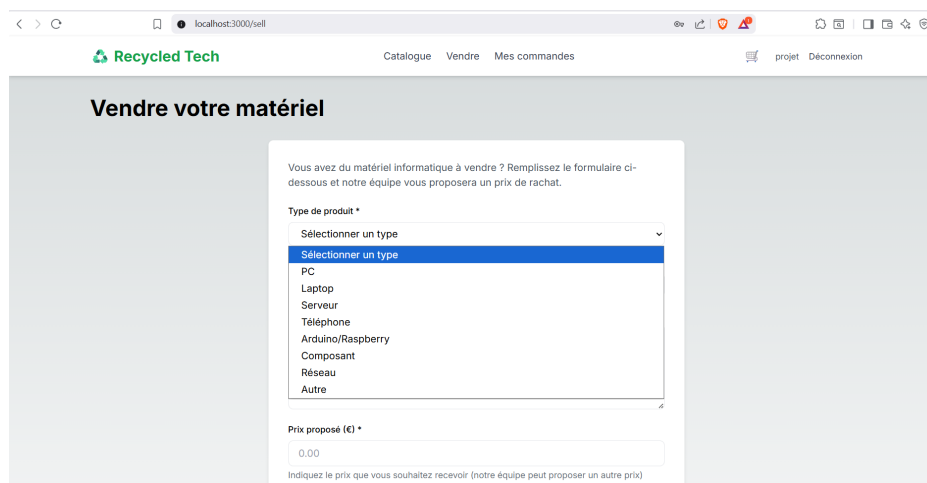 localhost:3000/sell
Recycled Tech
Catalogue Vendre Mes commandes
projet Déconnexion
Vendre votre matériel
Vous avez du matériel informatique à vendre ? Remplissez le formulaire ci-
dessous et notre équipe vous proposera un prix de rachat.
Type de produit *
Sélectionner un type
Sélectionner un type
PC
Laptop
Serveur
Téléphone
Arduino/Raspberry
Composant
Réseau
Autre
Prix proposé (€) *
0.00
Indiquez le prix que vous souhaitez recevoir (notre équipe peut proposer un autre prix)